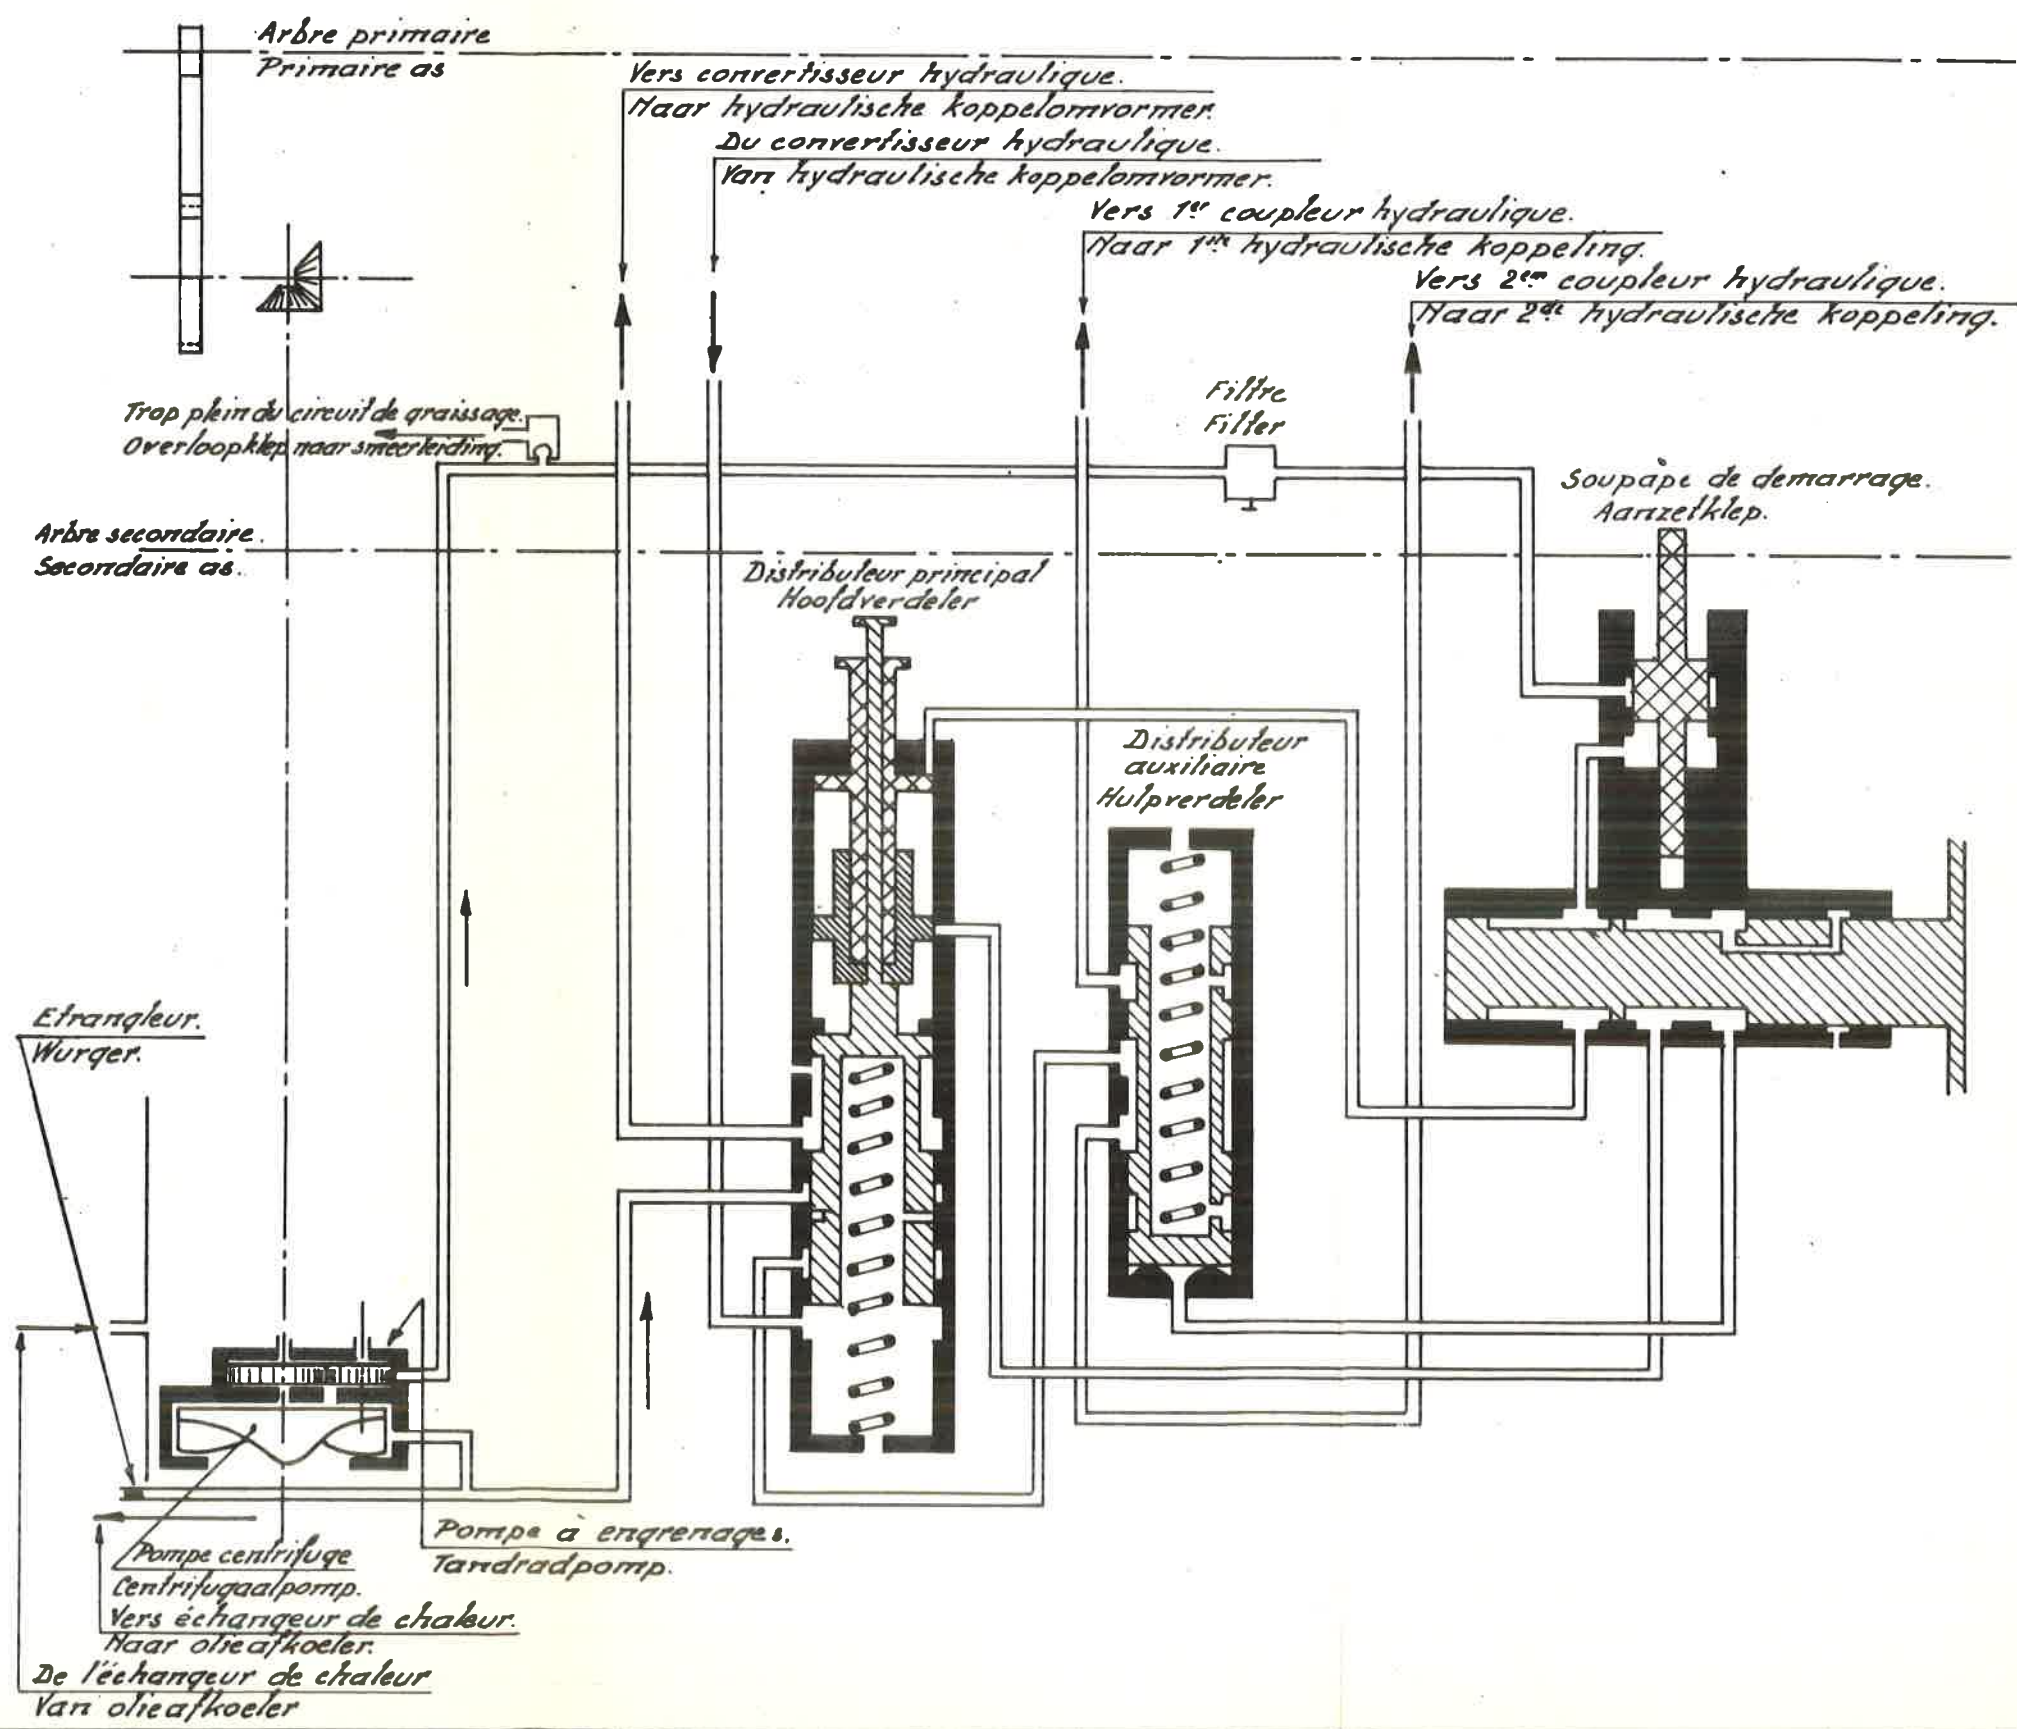 Arbre primaire
Primaire as
Vers convertisseur hydraulique.
Naar hydraulische koppelomvormer.
Du convertisseur hydraulique.
Van hydraulische koppelomvormer.
Vers 1er coupleur hydraulique.
Naar 1ste hydraulische koppeling.
Vers 2em coupleur hydraulique.
Naar 2de hydraulische koppeling.
Trop plein du circuit de graissage.
Overloopklep naar smeerleiding.
Filtre
Filter
Soupape de demarrage.
Aanzetklep.
Arbre secondaire.
Secondaire as.
Distributeur principal
Hoofdverdeler
Distributeur
auxiliaire
Hulpverdeler
Etrangleur.
Wurger.
Pompe à engrenages.
Tandradpomp.
Pompe centrifuge
Centrifugaalpomp.
Vers échangeur de chaleur.
Naar olieafkoeler.
De l'échangeur de chaleur
Van olieafkoeler